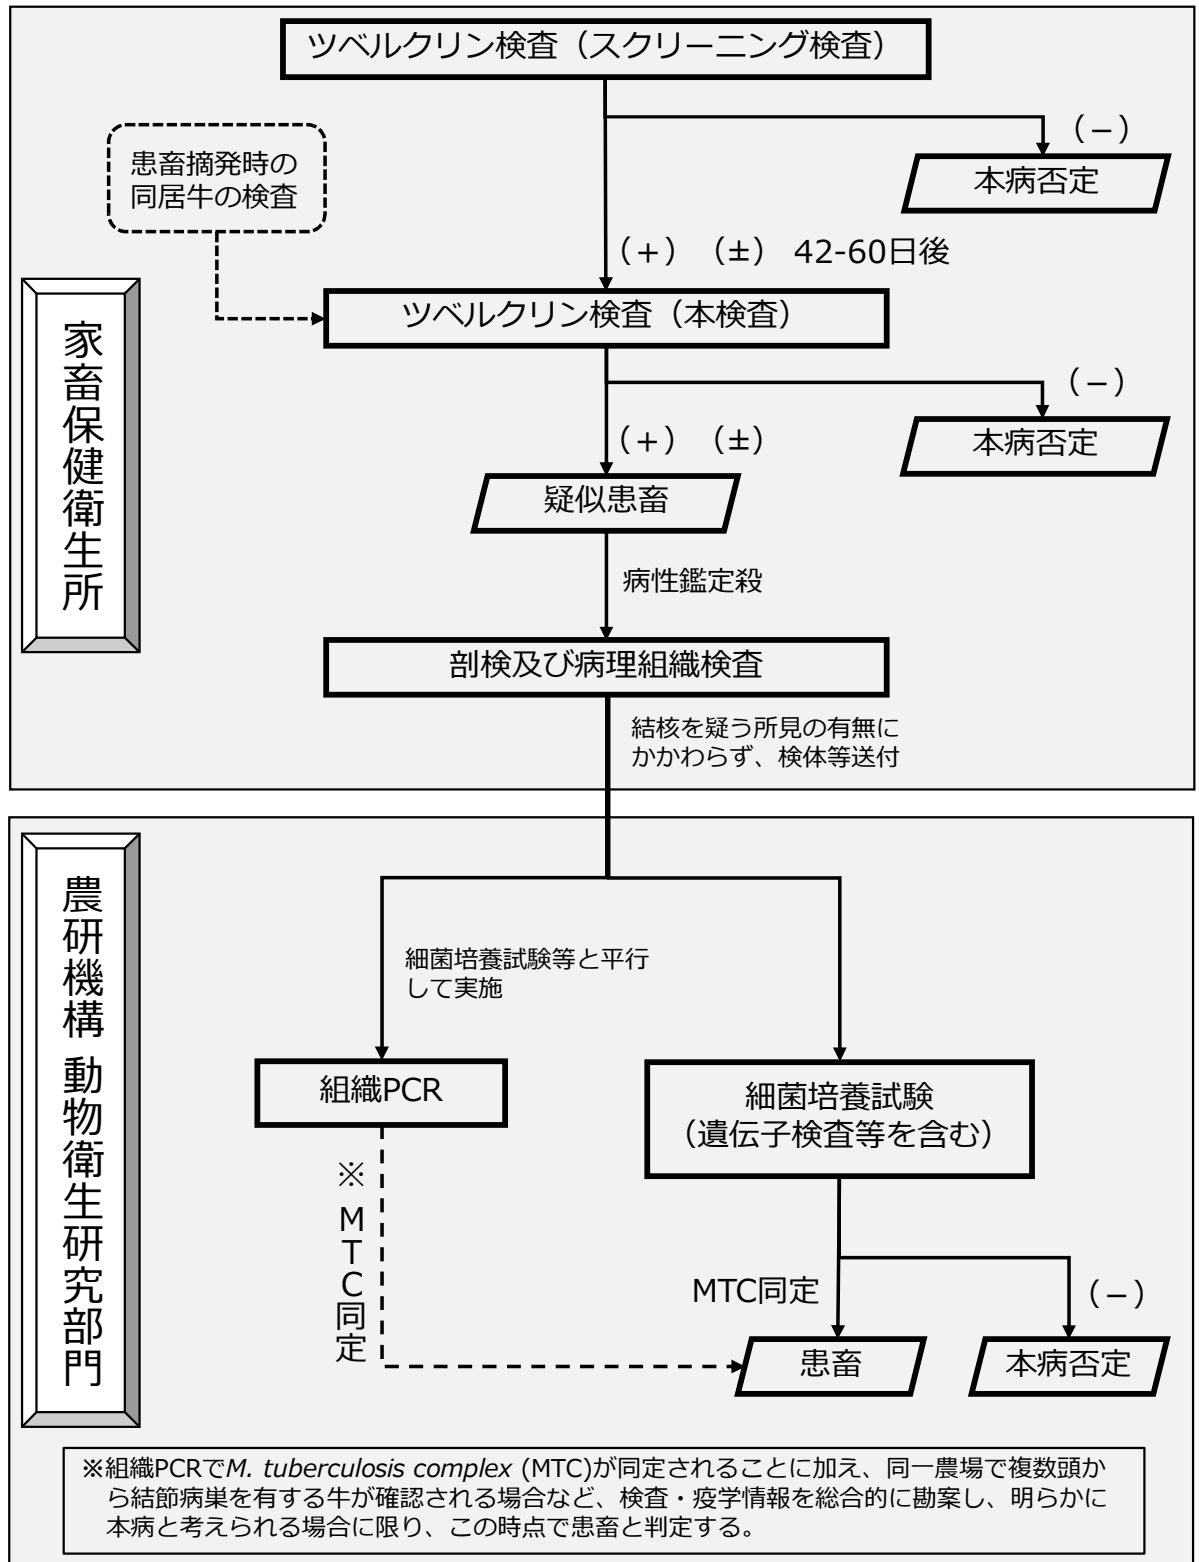 ツベルクリン検査（スクリーニング検査）
（－）
本病否定
患畜摘発時の
同居牛の検査
（+）（±） 42-60日後
ツベルクリン検査（本検査）
（－）
本病否定
（+）（±）
疑似患畜
病性鑑定殺
剖検及び病理組織検査
結核を疑う所見の有無に
かかわらず、検体等送付
家畜保健衛生所
農研機構 動物衛生研究部門
細菌培養試験等と平行
して実施
組織PCR
細菌培養試験
（遺伝子検査等を含む）
※ MTC同定
MTC同定
（－）
患畜
本病否定
※組織PCRでM. tuberculosis complex (MTC)が同定されることに加え、同一農場で複数頭か
ら結節病巣を有する牛が確認される場合など、検査・疫学情報を総合的に勘案し、明らかに
本病と考えられる場合に限り、この時点で患畜と判定する。